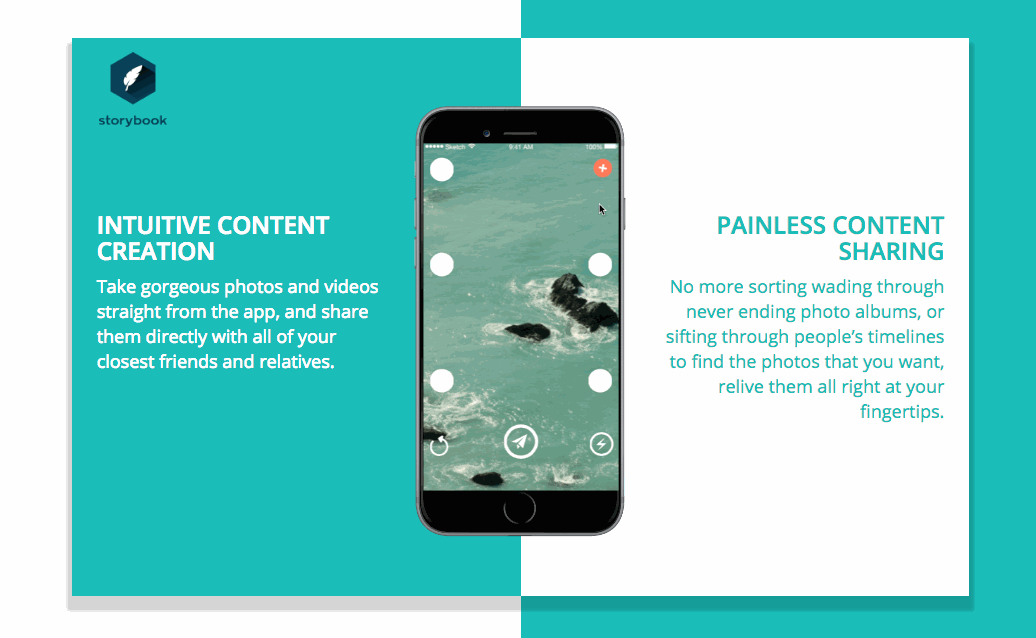 storybook
INTUITIVE CONTENT
CREATION
Take gorgeous photos and videos
straight from the app, and share
them directly with all of your
closest friends and relatives.
Sketch
9:41 AM
100%
PAINLESS CONTENT
SHARING
No more sorting wading through
never ending photo albums, or
sifting through people’s timelines
to find the photos that you want,
relive them all right at your
fingertips.